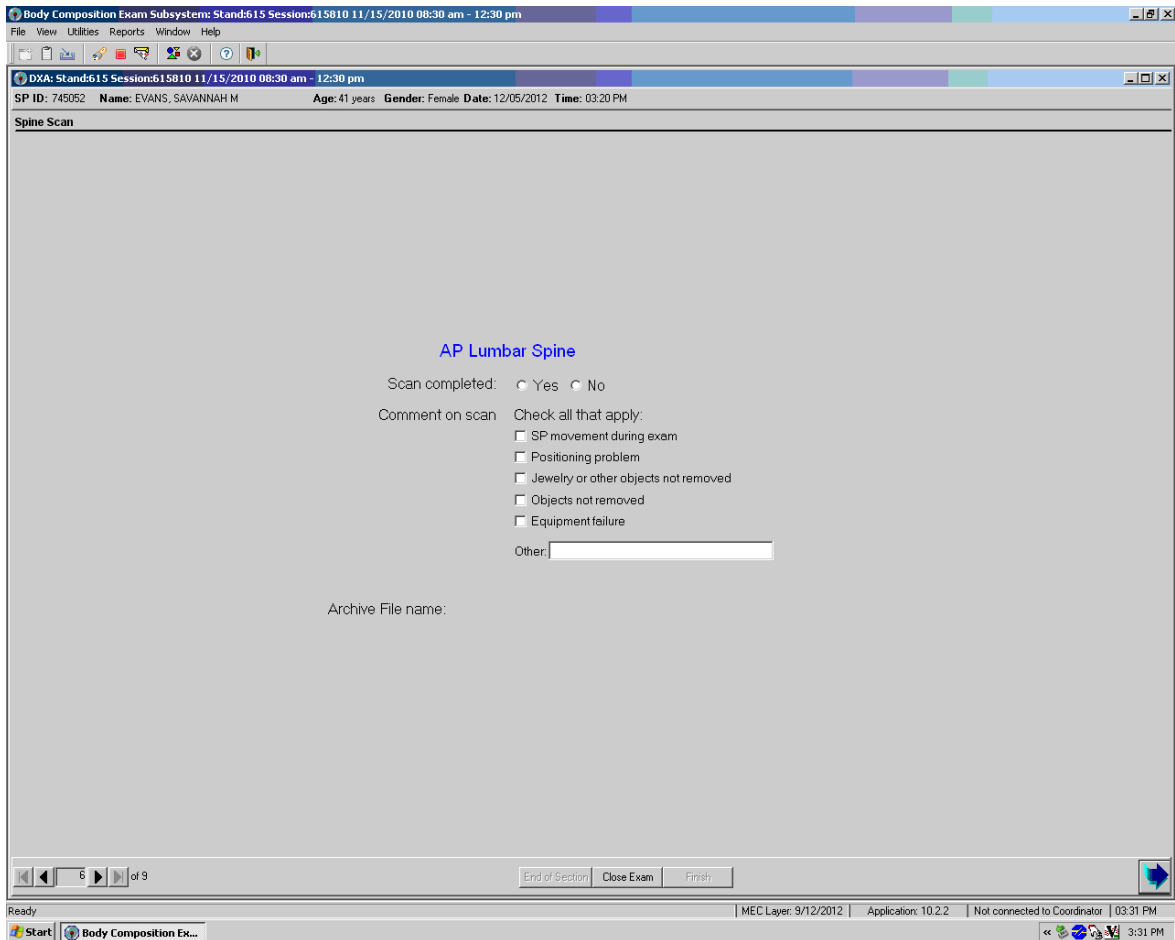 Body Composition Exam Subsystem: Stand:615 Session:615810 11/15/2010 08:30 am - 12:30 pm
File View Utilities Reports Window Help
DXA: Stand:615 Session:615810 11/15/2010 08:30 am - 12:30 pm
SP ID: 745052 Name: EVANS, SAVANNAH M Age: 41 years Gender: Female Date: 12/05/2012 Time: 03:20 PM
Spine Scan
AP Lumbar Spine
Scan completed: Yes No
Comment on scan Check all that apply:
SP movement during exam
Positioning problem
Jewelry or other objects not removed
Objects not removed
Equipment failure
Other:
Archive File name:
6 of 9 End of Section Close Exam Finish
Ready MEC Layer: 9/12/2012 Application: 10.2.2 Not connected to Coordinator 03:31 PM
Start Body Composition Ex... « 3:31 PM